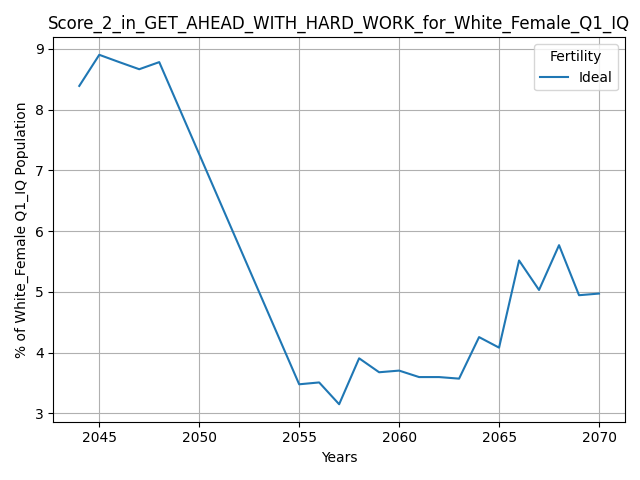 Score_2_in_GET_AHEAD_WITH_HARD_WORK_for_White_Female_Q1_IQ
Fertility
Ideal
% of White_Female Q1_IQ Population
9
8
7
6
5
4
3
2045 2050 2055 2060 2065 2070
Years